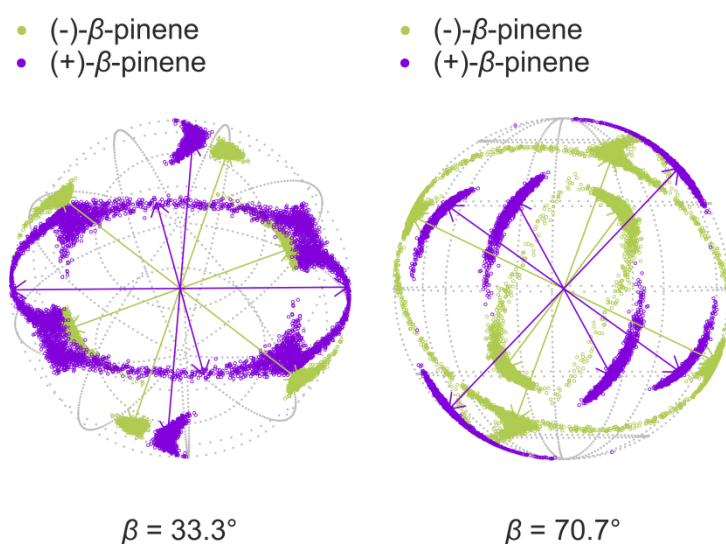 (-)-β-pinene
(+)-β-pinene
(-)-β-pinene
(+)-β-pinene
β = 33.3°
β = 70.7°